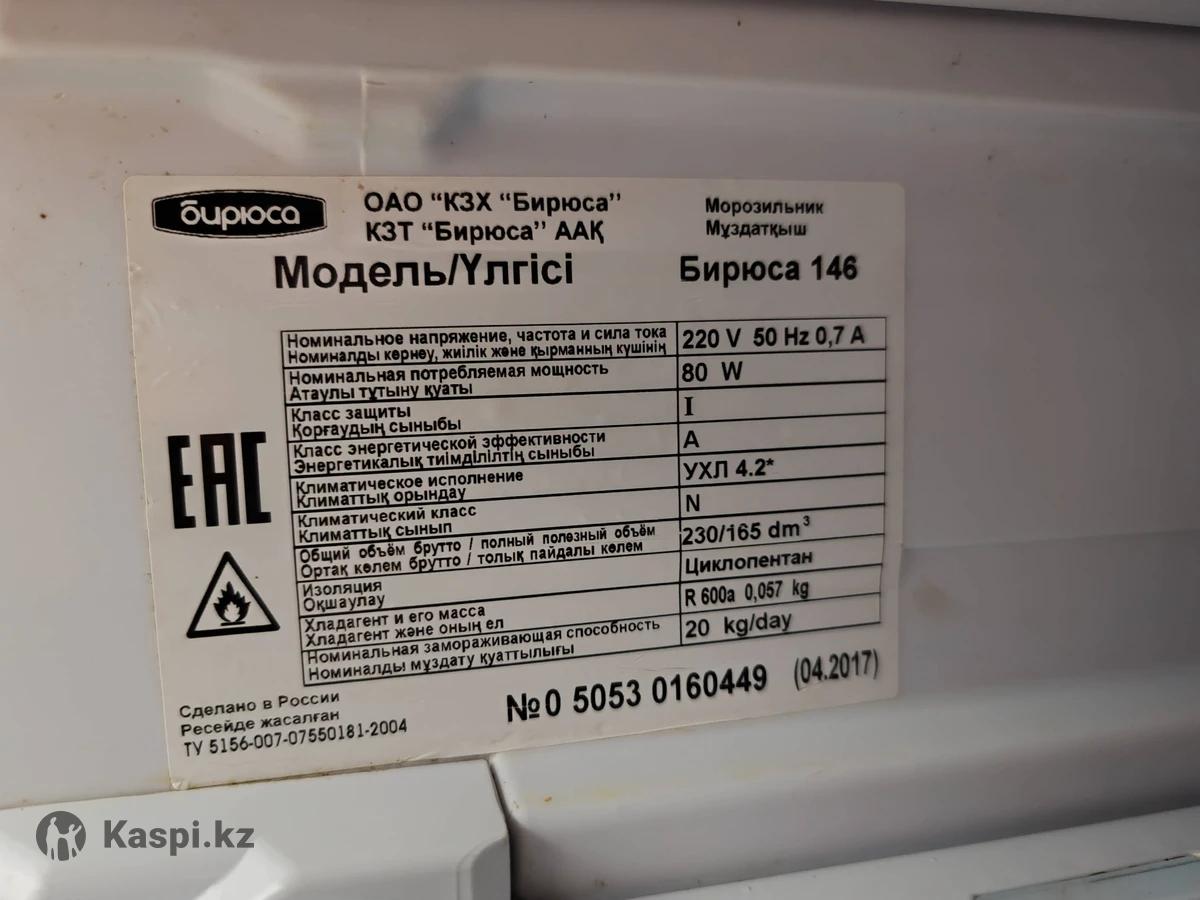 бирюса
ОАО “КЗХ “Бирюса”
КЗТ “Бирюса” ААҚ
Морозильник
Мұздатқыш
Модель/Үлгісі
Бирюса 146
Номинальное напряжение, частота и сила тока
Номиналды көрнеу, жиілік және қырманның күшінің
220 V 50 Hz 0,7 A
Номинальная потребляемая мощность
Атаулы тұтыну қуаты
80 W
Класс защиты
Қорғаудың сыныбы
I
Класс энергетической эффективности
Энергетикалық тиімділілтің сыныбы
A
Климатическое исполнение
Климаттық орындау
УХЛ 4.2*
Климатический класс
Климаттық сынып
N
Общий объём брутто / полный полезный объём
Ортақ көлем брутто / толық пайдалы көлем
230/165 dm³
Изоляция
Оқшаулау
Циклопентан
Хладагент и его масса
Хладагент және оның ел
R 600a 0,057 kg
Номинальная замораживающая способность
Номиналды мұздату қуаттылығы
20 kg/day
EAC
Сделано в России
Ресейде жасалған
ТУ 5156-007-07550181-2004
№0 5053 0160449 (04.2017)
Kaspi.kz